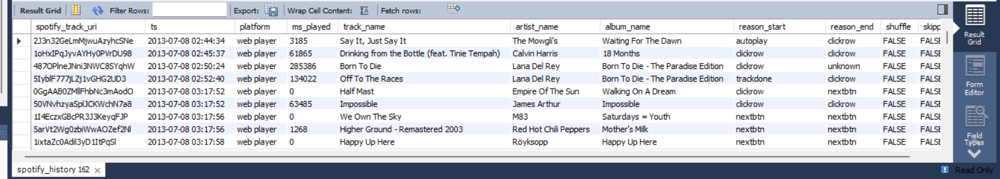 Result Grid Filter Rows: Export: Wrap Cell Content: Fetch rows:
spotify_track_uri ts platform ms_played track_name artist_name album_name reason_start reason_end shuffle skipp
2J3n32GeLmMjwuAzyhcSNe 2013-07-08 02:44:34 web player 3185 Say It, Just Say It The Mowgli's Waiting For The Dawn autoplay clickrow FALSE FALSE
1oHxIPqJyvAYHy0PVrDU98 2013-07-08 02:45:37 web player 61865 Drinking from the Bottle (feat. Tinie Tempah) Calvin Harris 18 Months clickrow clickrow FALSE FALSE
487OPlneJNni3NWC8SYqhW 2013-07-08 02:50:24 web player 285386 Born To Die Lana Del Rey Born To Die - The Paradise Edition clickrow unknown FALSE FALSE
5IyblF777jLZj1vGHG2UD3 2013-07-08 02:52:40 web player 134022 Off To The Races Lana Del Rey Born To Die - The Paradise Edition trackdone clickrow FALSE FALSE
0GgAAB0ZMllFhbNc3mAodO 2013-07-08 03:17:52 web player 0 Half Mast Empire Of The Sun Walking On A Dream clickrow nextbtn FALSE FALSE
50VNvhzyaSplJCKWchN7a8 2013-07-08 03:17:52 web player 63485 Impossible James Arthur Impossible clickrow clickrow FALSE FALSE
1I4EczxGBcPR3J3KeyqFJP 2013-07-08 03:17:56 web player 0 We Own The Sky M83 Saturdays = Youth nextbtn nextbtn FALSE FALSE
5arVt2Wg0zbiWwAOZef2Nl 2013-07-08 03:17:56 web player 1268 Higher Ground - Remastered 2003 Red Hot Chili Peppers Mother's Milk nextbtn nextbtn FALSE FALSE
1ixtaZc0Adil3yD1ItPqSl 2013-07-08 03:17:58 web player 0 Happy Up Here Röyksopp Happy Up Here nextbtn nextbtn FALSE FALSE
Result
Grid
Form
Editor
Field
Types
spotify_history 162
Read Only